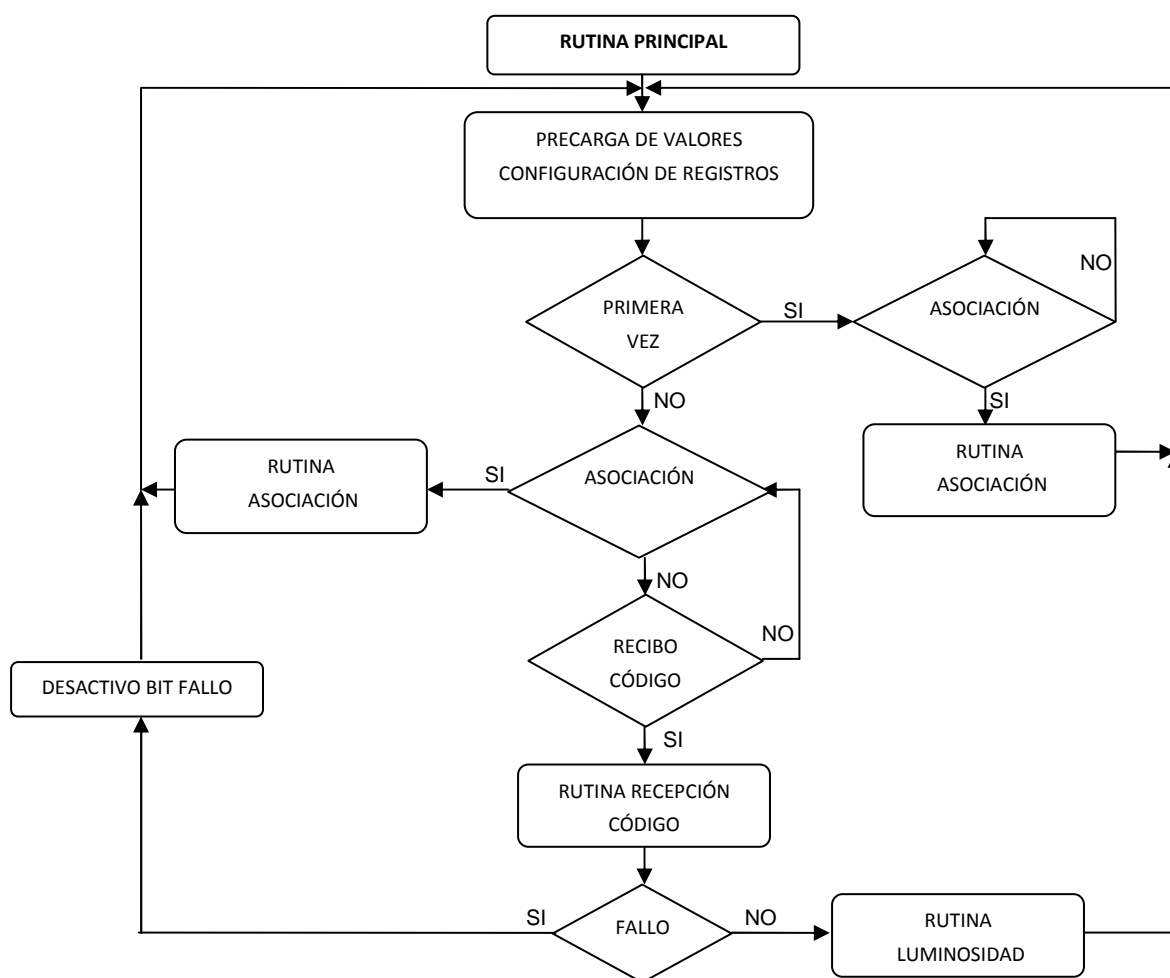 RUTINA PRINCIPAL
PRECARGA DE VALORES
CONFIGURACIÓN DE REGISTROS
PRIMERA
VEZ
SI
ASOCIACIÓN
NO
SI
NO
RUTINA
ASOCIACIÓN
RUTINA
ASOCIACIÓN
SI
ASOCIACIÓN
NO
RECIBO
CÓDIGO
NO
DESACTIVO BIT FALLO
SI
RUTINA RECEPCIÓN
CÓDIGO
SI
FALLO
NO
RUTINA
LUMINOSIDAD